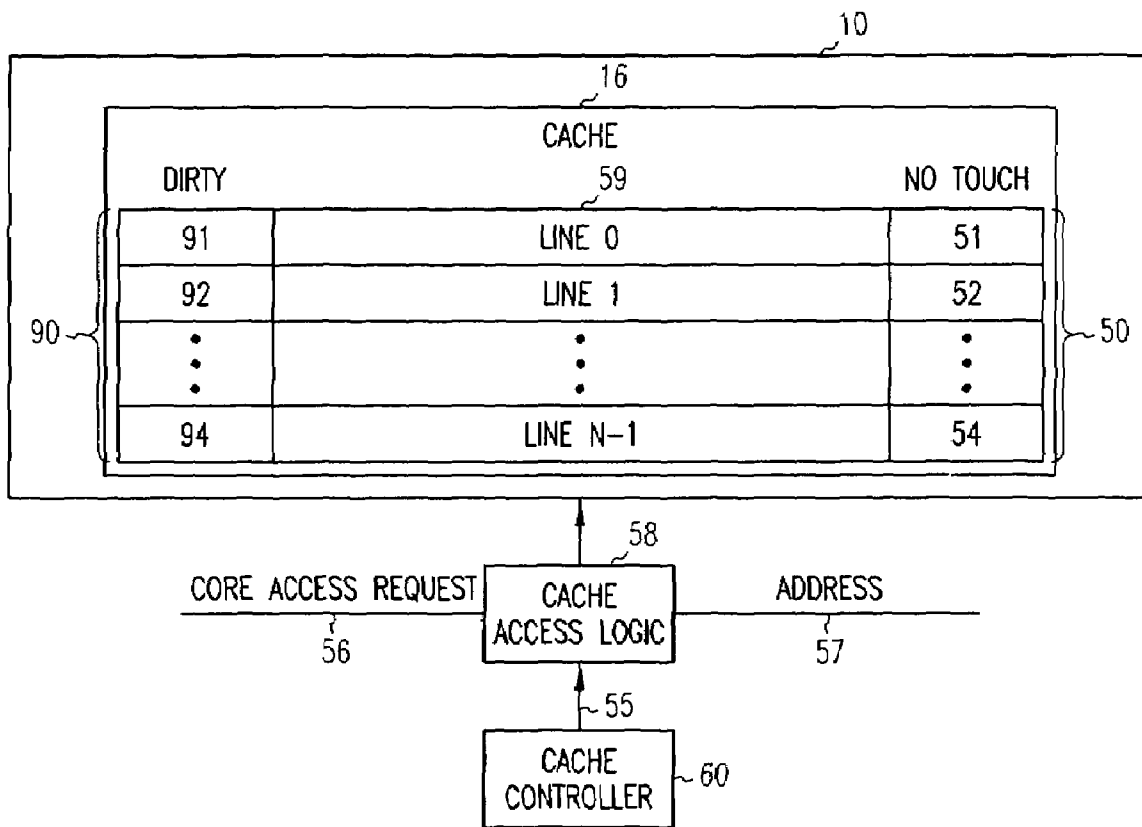 10
16
CACHE
DIRTY 59 NO TOUCH
91 LINE 0 51
92 LINE 1 52
90 50
94 LINE N-1 54
58
CORE ACCESS REQUEST CACHE ACCESS LOGIC ADDRESS
56 57
55
CACHE CONTROLLER 60